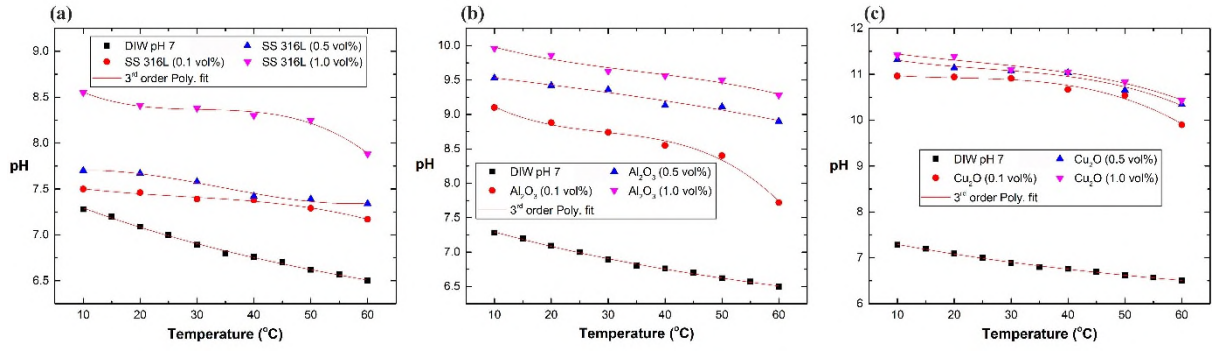 (a)
DIW pH 7
SS 316L (0.5 vol%)
SS 316L (0.1 vol%)
SS 316L (1.0 vol%)
3rd order Poly. fit
9.0
8.5
8.0
7.5
7.0
6.5
pH
10 20 30 40 50 60
Temperature (°C)
(b)
10.0
9.5
9.0
8.5
8.0
7.5
7.0
6.5
pH
DIW pH 7
Al2O3 (0.5 vol%)
Al2O3 (0.1 vol%)
Al2O3 (1.0 vol%)
3rd order Poly. fit
10 20 30 40 50 60
Temperature (°C)
(c)
12
11
10
9
8
7
6
pH
DIW pH 7
Cu2O (0.5 vol%)
Cu2O (0.1 vol%)
Cu2O (1.0 vol%)
3rd order Poly. fit
10 20 30 40 50 60
Temperature (°C)